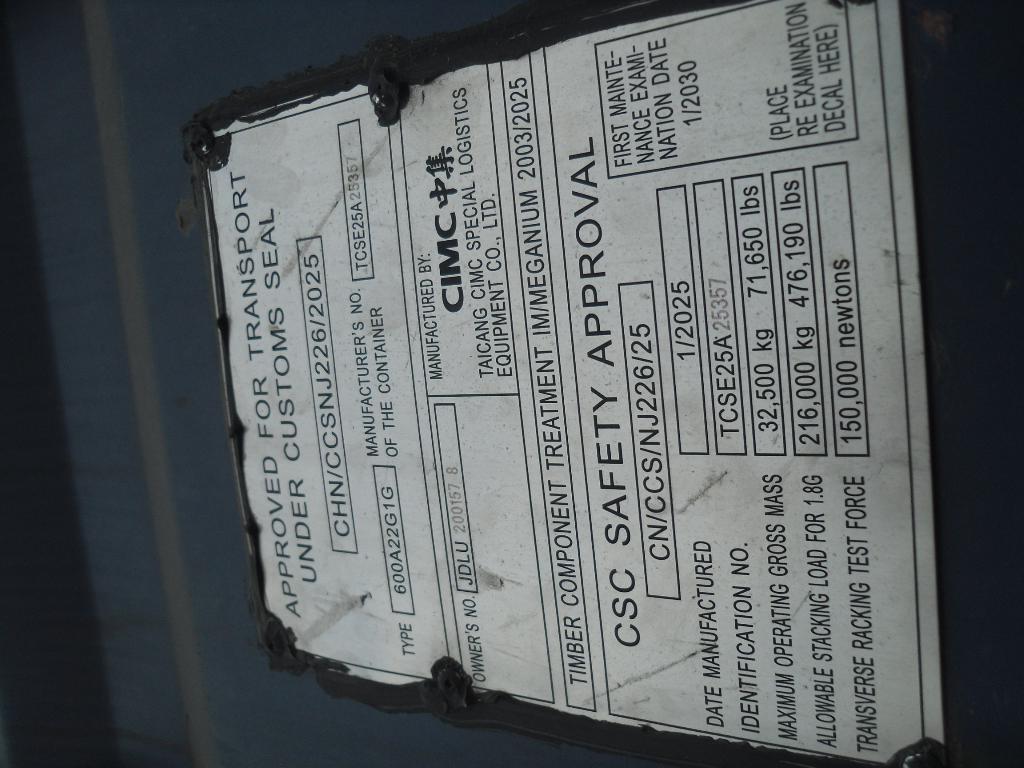 APPROVED FOR TRANSPORT
UNDER CUSTOMS SEAL
CHN/CCSNJ226/2025
TYPE 600A22G1G MANUFACTURER'S NO. OF THE CONTAINER TCSE25A25357
OWNER'S NO. JDLU 200157 8
MANUFACTURED BY:
CIMC 中集
TAICANG CIMC SPECIAL LOGISTICS
EQUIPMENT CO., LTD.
TIMBER COMPONENT TREATMENT IM/MEGANIUM 2003/2025
CSC SAFETY APPROVAL
CN/CCS/NJ226/25
DATE MANUFACTURED 1/2025
IDENTIFICATION NO. TCSE25A25357
MAXIMUM OPERATING GROSS MASS 32,500 kg 71,650 lbs
ALLOWABLE STACKING LOAD FOR 1.8G 216,000 kg 476,190 lbs
TRANSVERSE RACKING TEST FORCE 150,000 newtons
FIRST MAINTE-
NANCE EXAMI-
NATION DATE
1/2030
(PLACE
RE EXAMINATION
DECAL HERE)